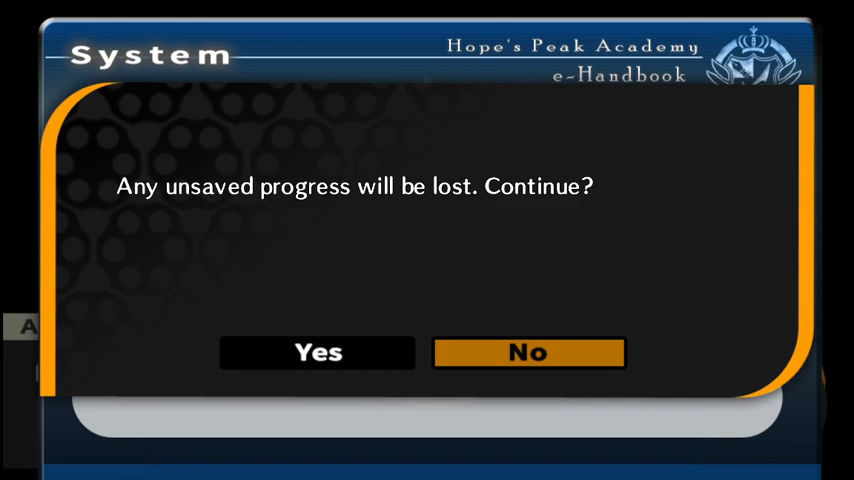 System
Hope's Peak Academy
e-Handbook
Any unsaved progress will be lost. Continue?
Yes
No
A